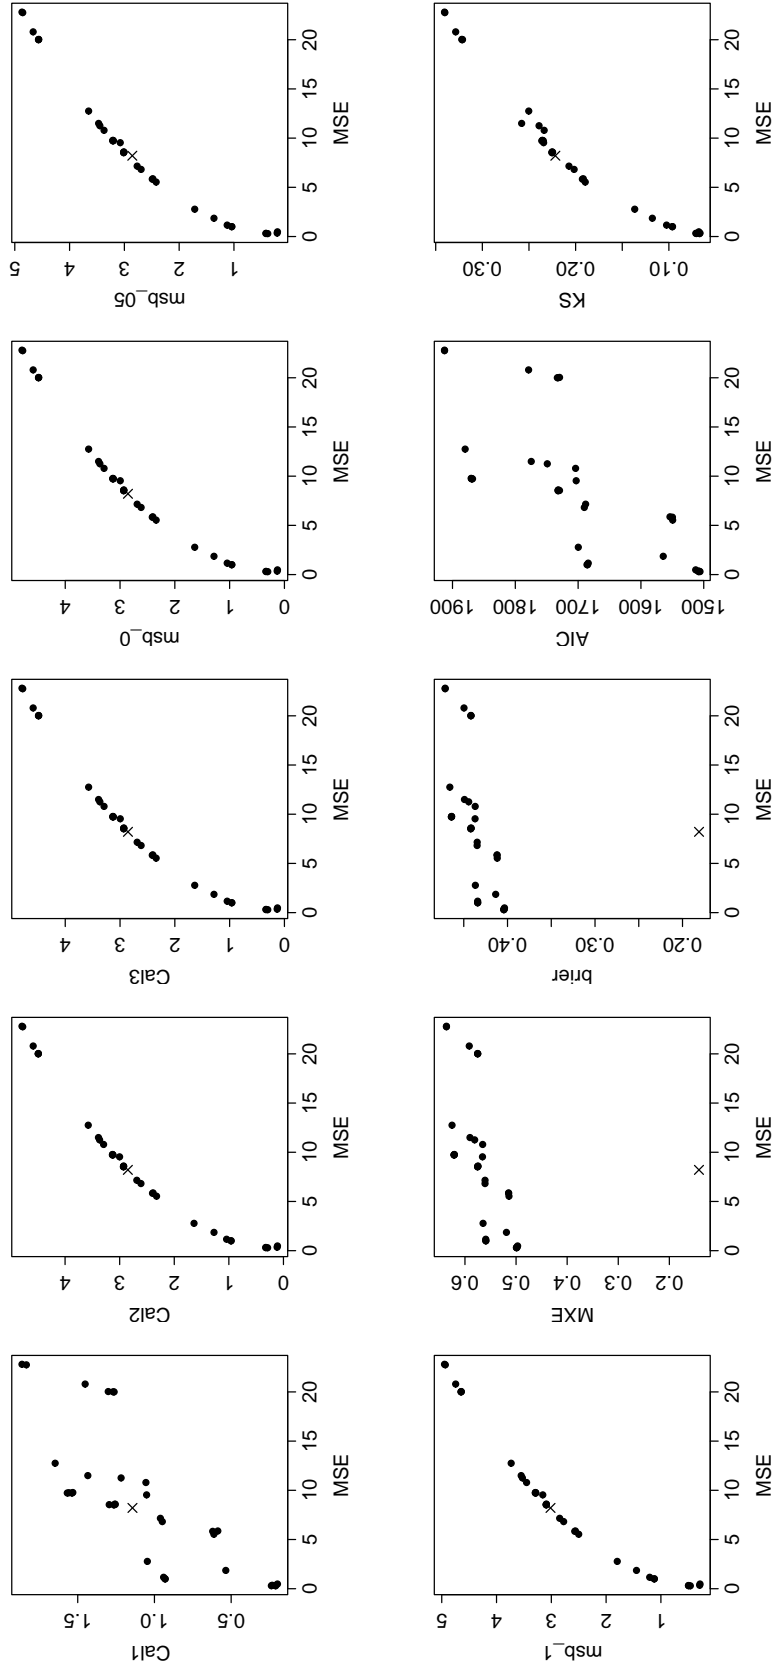 Cal1
0.5 1.0 1.5
0 5 10 15 20
MSE
Cal2
0 1 2 3 4
0 5 10 15 20
MSE
Cal3
0 1 2 3 4
0 5 10 15 20
MSE
msb_0
0 1 2 3 4
0 5 10 15 20
MSE
msb_05
1 2 3 4 5
0 5 10 15 20
MSE
msb_1
1 2 3 4 5
0 5 10 15 20
MSE
MXE
0.2 0.3 0.4 0.5 0.6
0 5 10 15 20
MSE
brier
0.20 0.30 0.40
0 5 10 15 20
MSE
AIC
1500 1600 1700 1800 1900
0 5 10 15 20
MSE
KS
0.10 0.20 0.30
0 5 10 15 20
MSE